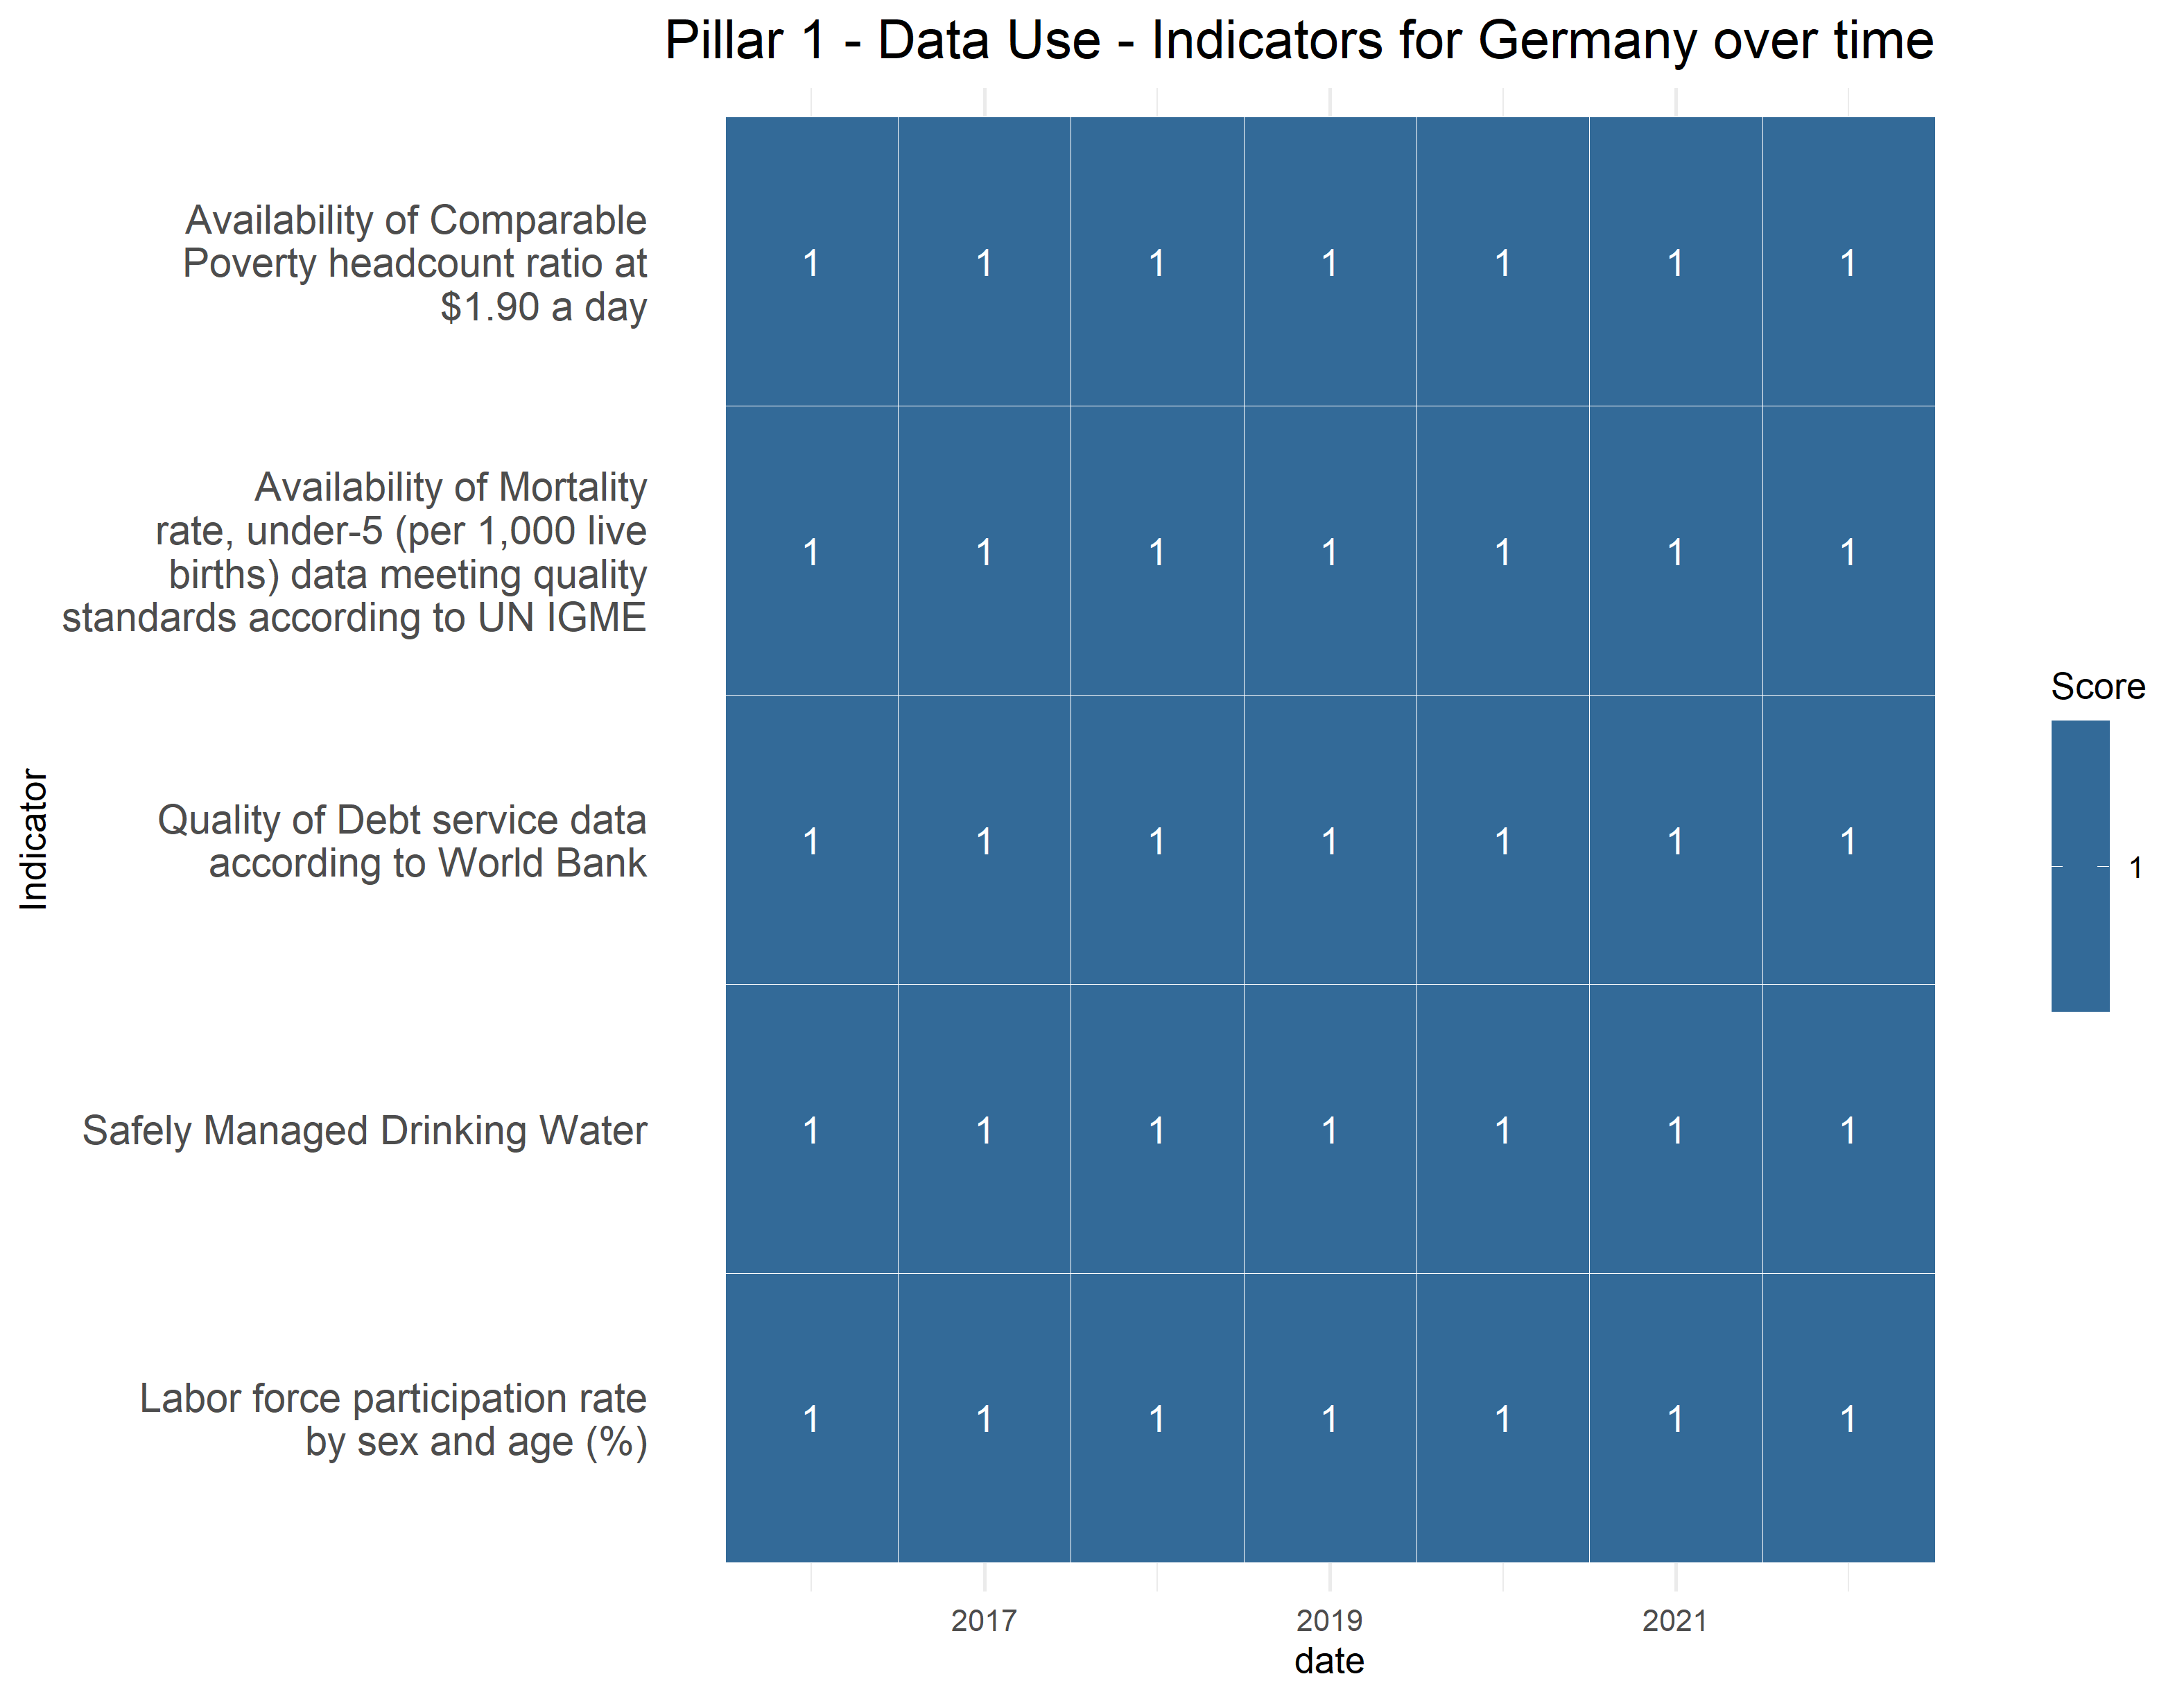 Pillar 1 - Data Use - Indicators for Germany over time
Indicator
Availability of Comparable
Poverty headcount ratio at
$1.90 a day
1 1 1 1 1 1 1
Availability of Mortality
rate, under-5 (per 1,000 live
births) data meeting quality
standards according to UN IGME
1 1 1 1 1 1 1
Quality of Debt service data
according to World Bank
1 1 1 1 1 1 1
Safely Managed Drinking Water
1 1 1 1 1 1 1
Labor force participation rate
by sex and age (%)
1 1 1 1 1 1 1
2017 2019 2021
date
Score
1